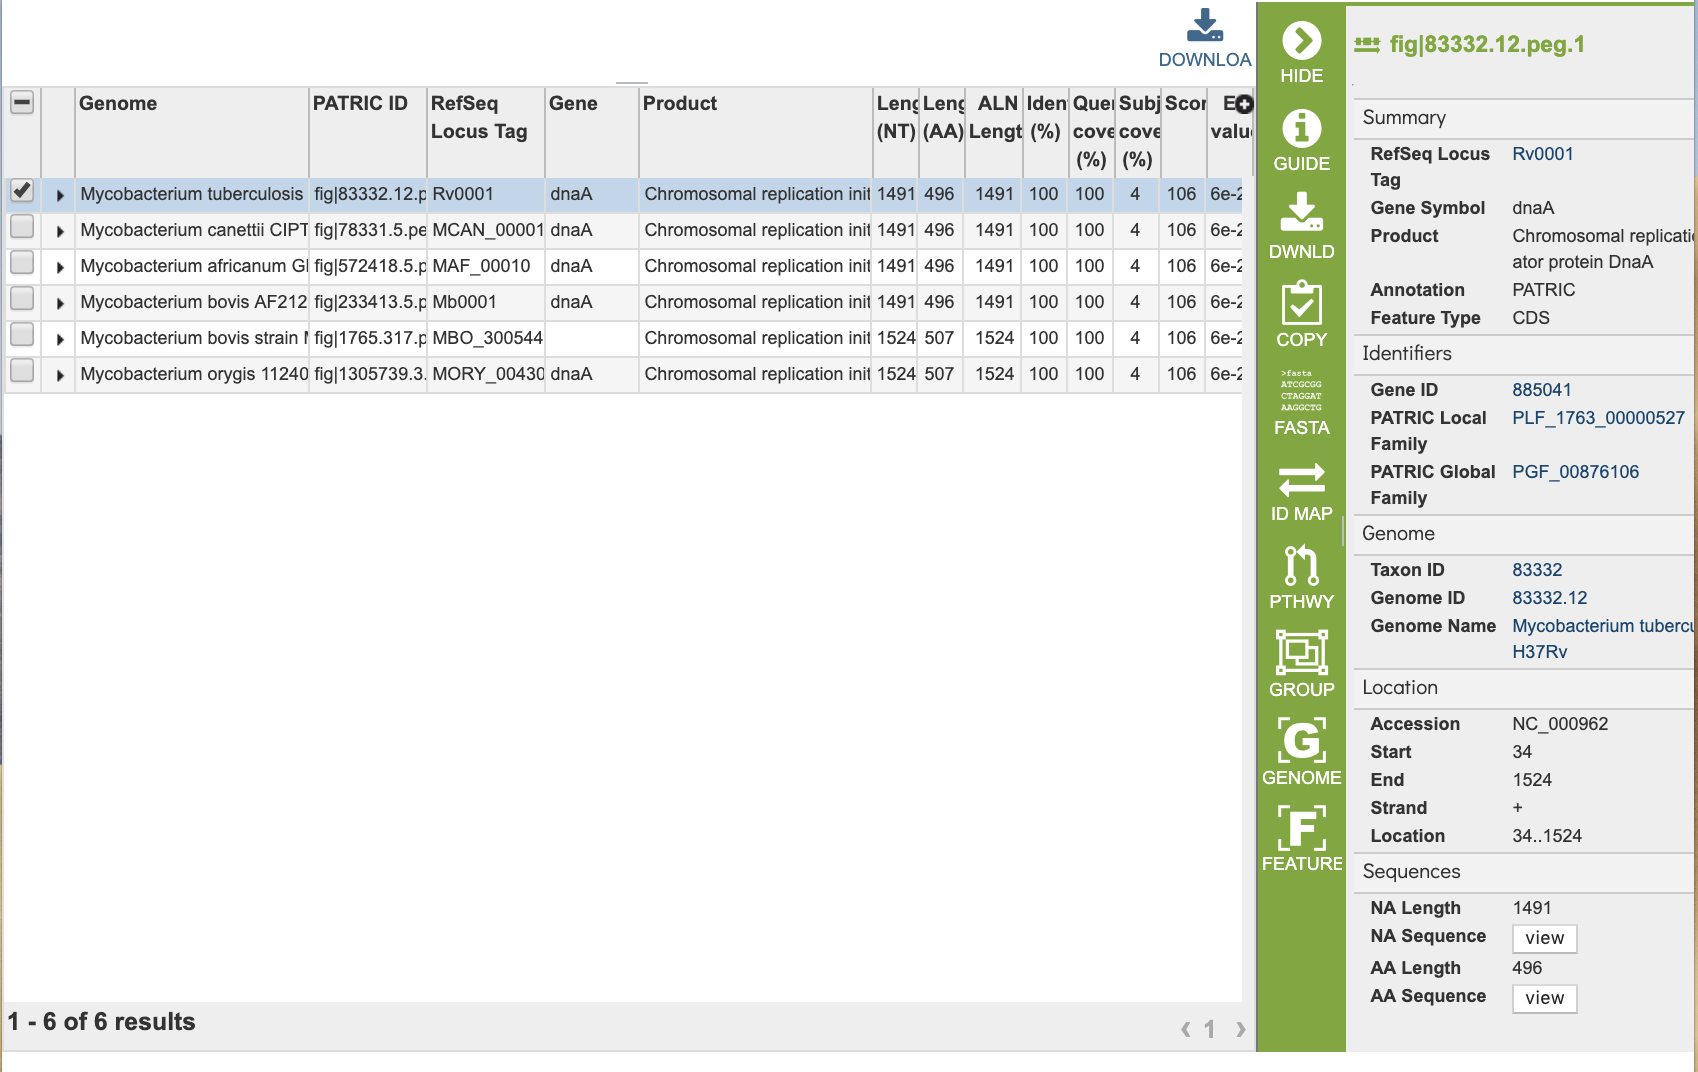 DOWNLOA
Genome PATRIC ID RefSeq Locus Tag Gene Product Leng (NT) Leng (AA) ALN Lengt Iden (%) Quer cove (%) Subj cove (%) Scor E valu
Mycobacterium tuberculosis fig|83332.12.p Rv0001 dnaA Chromosomal replication init 1491 496 1491 100 100 4 106 6e-2
Mycobacterium canettii CIPT fig|78331.5.pe MCAN_00001 dnaA Chromosomal replication init 1491 496 1491 100 100 4 106 6e-2
Mycobacterium africanum GI fig|572418.5.p MAF_00010 dnaA Chromosomal replication init 1491 496 1491 100 100 4 106 6e-2
Mycobacterium bovis AF212 fig|233413.5.p Mb0001 dnaA Chromosomal replication init 1491 496 1491 100 100 4 106 6e-2
Mycobacterium bovis strain fig|1765.317.p MBO_300544 Chromosomal replication init 1524 507 1524 100 100 4 106 6e-2
Mycobacterium orygis 11240 fig|1305739.3. MORY_00430 dnaA Chromosomal replication init 1524 507 1524 100 100 4 106 6e-2
1 - 6 of 6 results
1
HIDE
GUIDE
DWNLD
COPY
>fasta
ATCGCGG
CTAGGAT
AAGGCTG
FASTA
ID MAP
PTHWY
GROUP
G
GENOME
F
FEATURE
fig|83332.12.peg.1
Summary
RefSeq Locus Rv0001
Tag
Gene Symbol dnaA
Product Chromosomal replicati
ator protein DnaA
Annotation PATRIC
Feature Type CDS
Identifiers
Gene ID 885041
PATRIC Local PLF_1763_00000527
Family
PATRIC Global PGF_00876106
Family
Genome
Taxon ID 83332
Genome ID 83332.12
Genome Name Mycobacterium tubercu
H37Rv
Location
Accession NC_000962
Start 34
End 1524
Strand +
Location 34..1524
Sequences
NA Length 1491
NA Sequence view
AA Length 496
AA Sequence view